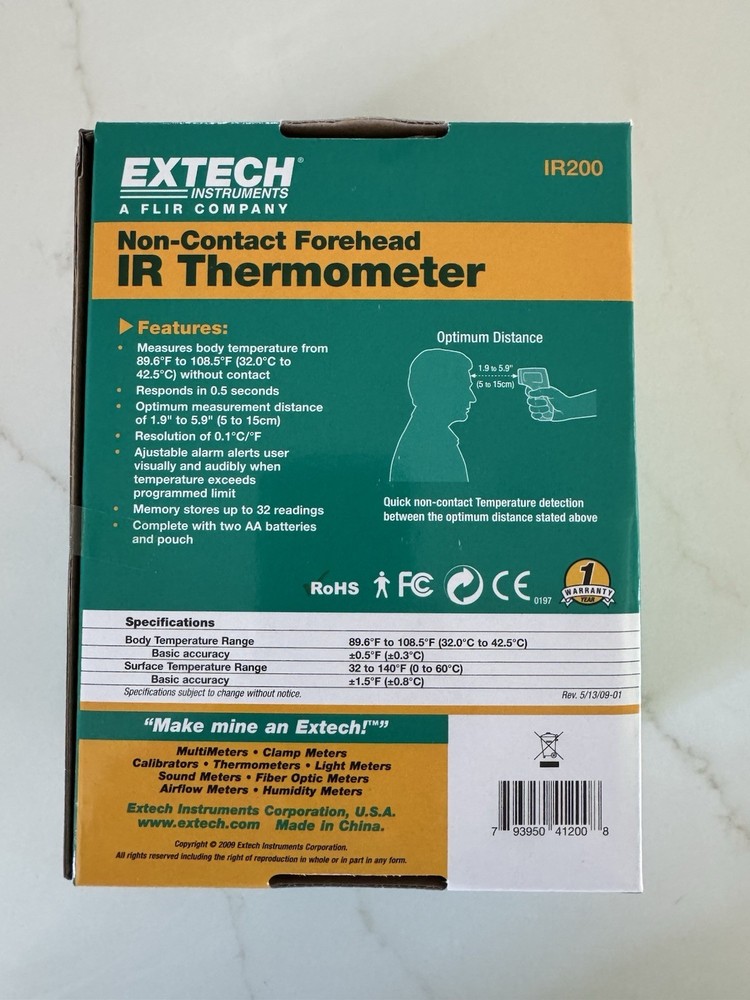 EXTECH®
INSTRUMENTS
A FLIR COMPANY
IR200
Non-Contact Forehead
IR Thermometer
Features:
• Measures body temperature from
89.6°F to 108.5°F (32.0°C to
42.5°C) without contact
• Responds in 0.5 seconds
• Optimum measurement distance
of 1.9" to 5.9" (5 to 15cm)
• Resolution of 0.1°C/°F
• Ajustable alarm alerts user
visually and audibly when
temperature exceeds
programmed limit
• Memory stores up to 32 readings
• Complete with two AA batteries
and pouch
Optimum Distance
1.9 to 5.9"
(5 to 15cm)
Quick non-contact Temperature detection
between the optimum distance stated above
RoHS FC CE 0197
1
WARRANTY
YEAR
Specifications
Body Temperature Range 89.6°F to 108.5°F (32.0°C to 42.5°C)
Basic accuracy ±0.5°F (±0.3°C)
Surface Temperature Range 32 to 140°F (0 to 60°C)
Basic accuracy ±1.5°F (±0.8°C)
Specifications subject to change without notice. Rev. 5/13/09-01
“Make mine an Extech!™”
MultiMeters • Clamp Meters
Calibrators • Thermometers • Light Meters
Sound Meters • Fiber Optic Meters
Airflow Meters • Humidity Meters
Extech Instruments Corporation, U.S.A.
www.extech.com Made in China.
Copyright © 2009 Extech Instruments Corporation.
All rights reserved including the right of reproduction in whole or in part in any form.
7 93950 41200 8